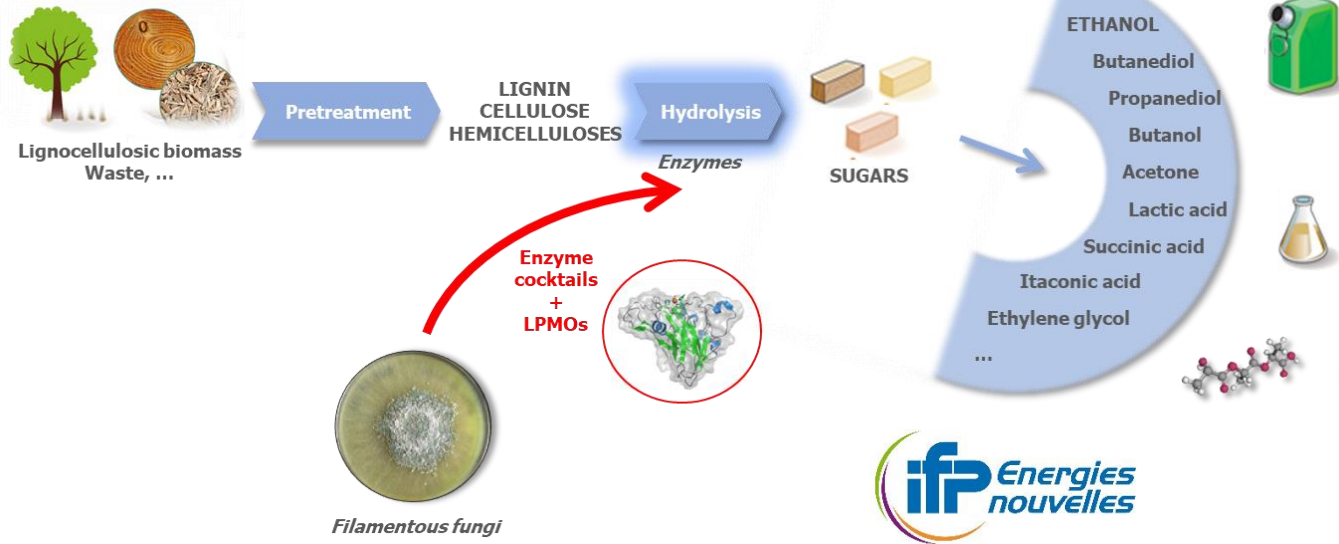 Lignocellulosic biomass
Waste, ...
Pretreatment
LIGNIN
CELLULOSE
HEMICELLULOSES
Hydrolysis
Enzymes
SUGARS
ETHANOL
Butanediol
Propanediol
Butanol
Acetone
Lactic acid
Succinic acid
Itaconic acid
Ethylene glycol
...
Enzyme
cocktails
+
LPMOs
Filamentous fungi
ifp Energies
nouvelles